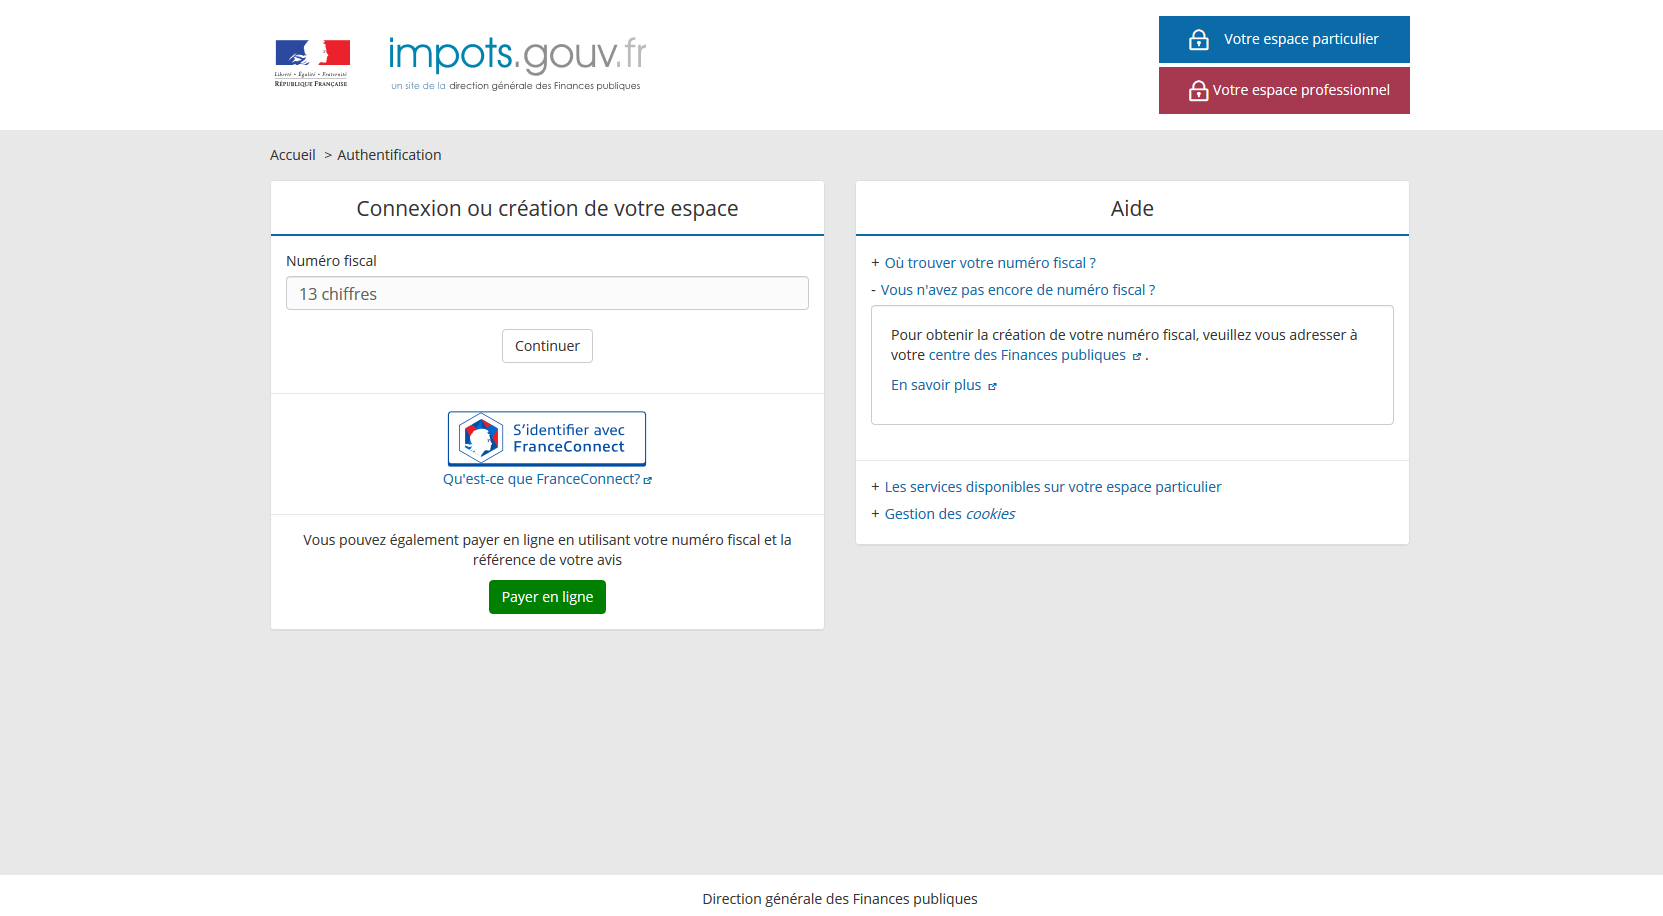 Liberté • Égalité • Fraternité
RÉPUBLIQUE FRANÇAISE
impots.gouv.fr
un site de la direction générale des Finances publiques
Votre espace particulier
Votre espace professionnel
Accueil > Authentification
Connexion ou création de votre espace
Numéro fiscal
13 chiffres
Continuer
S'identifier avec
FranceConnect
Qu'est-ce que FranceConnect?
Vous pouvez également payer en ligne en utilisant votre numéro fiscal et la
référence de votre avis
Payer en ligne
Aide
+ Où trouver votre numéro fiscal ?
- Vous n'avez pas encore de numéro fiscal ?
Pour obtenir la création de votre numéro fiscal, veuillez vous adresser à
votre centre des Finances publiques .
En savoir plus
+ Les services disponibles sur votre espace particulier
+ Gestion des cookies
Direction générale des Finances publiques